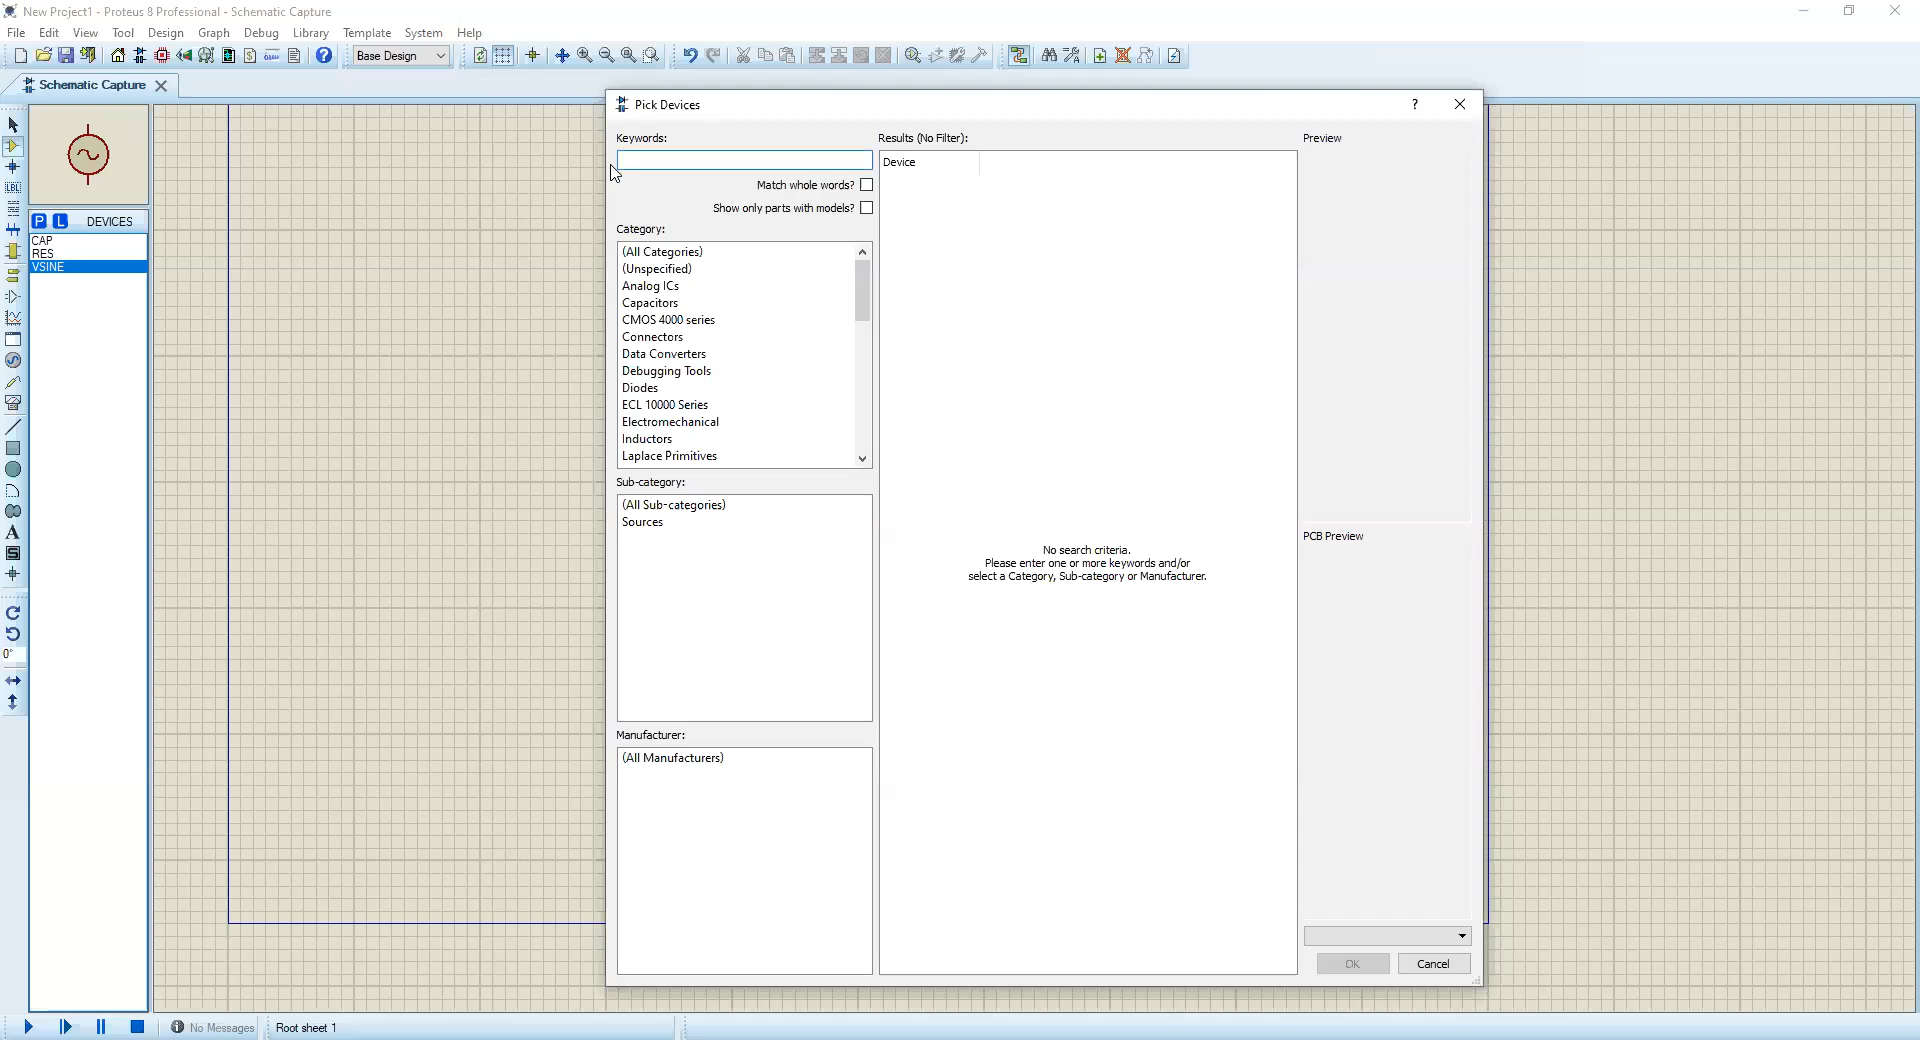 New Project1 - Proteus 8 Professional - Schematic Capture
File Edit View Tool Design Graph Debug Library Template System Help
Base Design
Schematic Capture
Pick Devices
?
Keywords:
Results (No Filter):
Preview
Device
Match whole words?
Show only parts with models?
LBL
P L DEVICES
CAP
RES
VSINE
Category:
(All Categories)
(Unspecified)
Analog ICs
Capacitors
CMOS 4000 series
Connectors
Data Converters
Debugging Tools
Diodes
ECL 10000 Series
Electromechanical
Inductors
Laplace Primitives
Sub-category:
(All Sub-categories)
Sources
A
S
PCB Preview
No search criteria.
Please enter one or more keywords and/or
select a Category, Sub-category or Manufacturer.
0°
Manufacturer:
(All Manufacturers)
OK
Cancel
No Messages
Root sheet 1